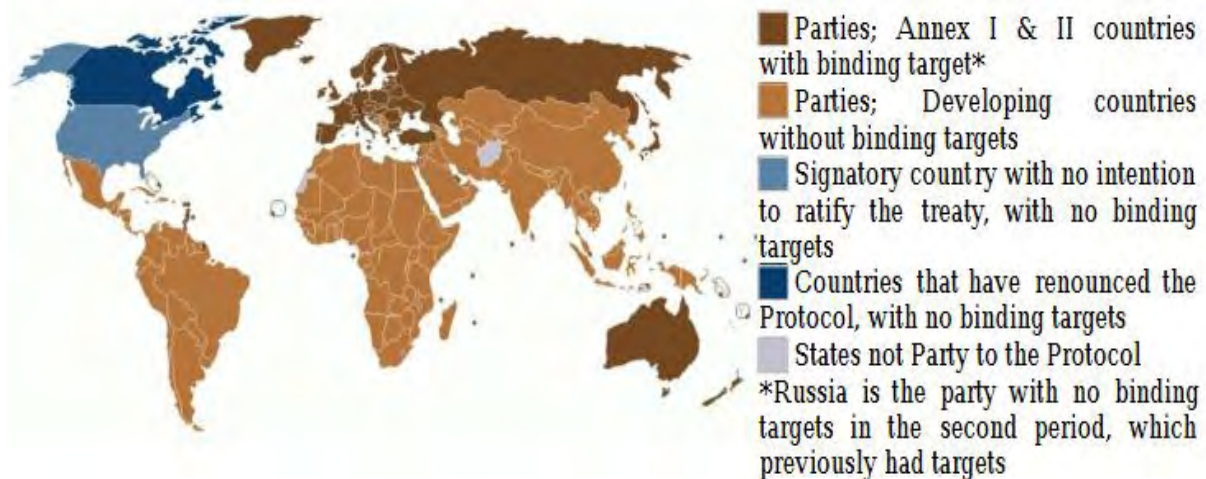 Parties; Annex I & II countries
with binding target*
Parties; Developing countries
without binding targets
Signatory country with no intention
to ratify the treaty, with no binding
targets
Countries that have renounced the
Protocol, with no binding targets
States not Party to the Protocol
*Russia is the party with no binding
targets in the second period, which
previously had targets